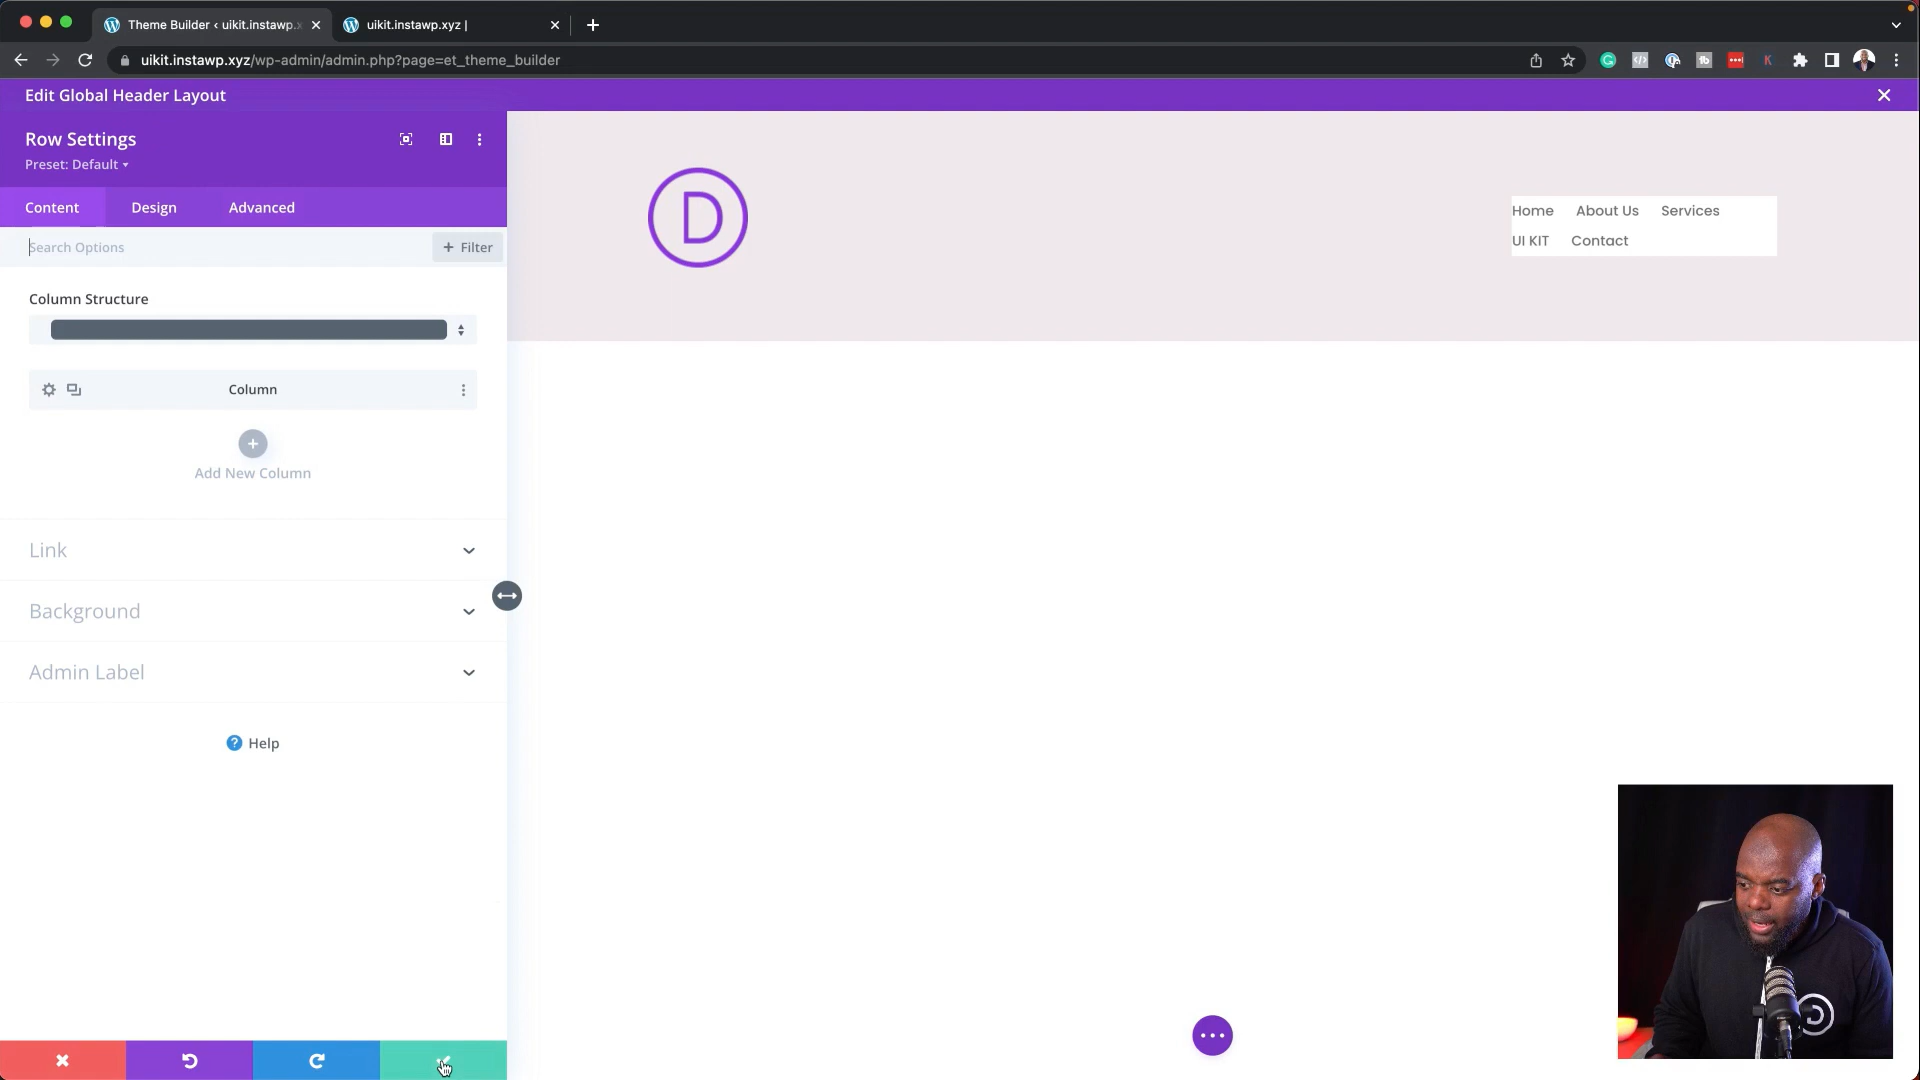 Theme Builder ‹ uikit.instawp.x
uikit.instawp.xyz |
uikit.instawp.xyz/wp-admin/admin.php?page=et_theme_builder
Edit Global Header Layout
Row Settings
Preset: Default
Content
Design
Advanced
Search Options
+ Filter
Column Structure
Column
Add New Column
Link
Background
Admin Label
Help
D
Home About Us Services
UI KIT Contact